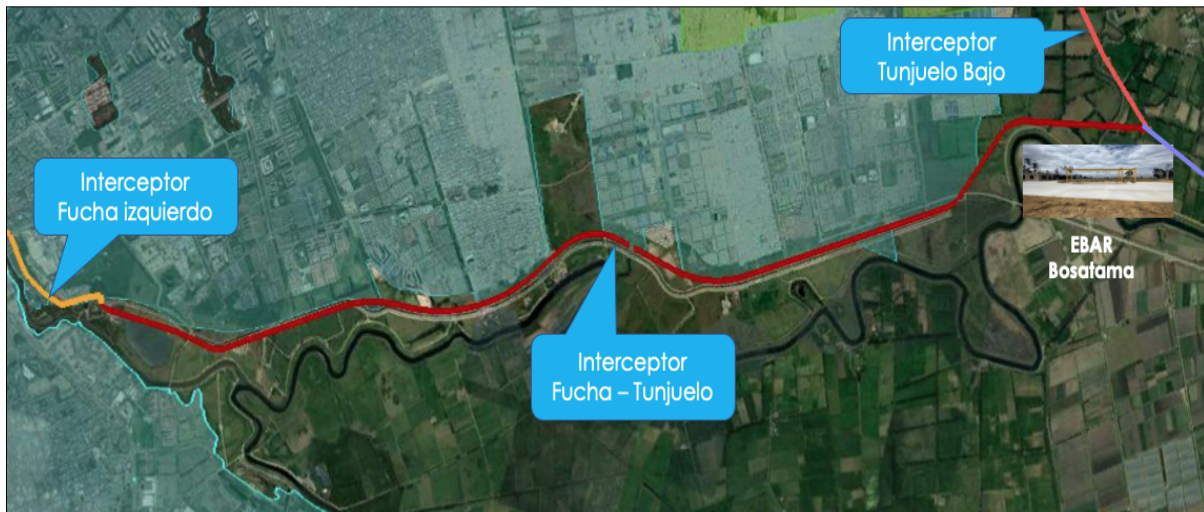 Interceptor
Tunjuelo Bajo
Interceptor
Fucha izquierdo
EBAR
Bosatama
Interceptor
Fucha – Tunjuelo